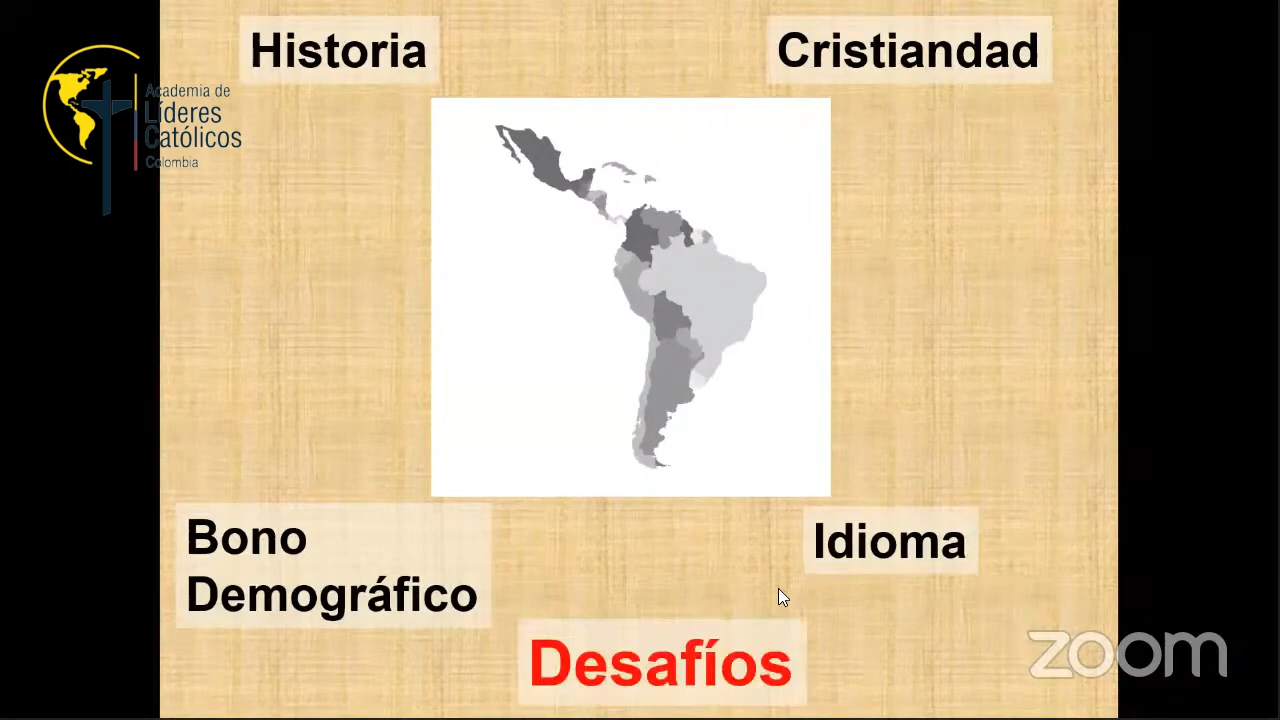 Historia
Cristiandad
Academia de
Líderes
Católicos
Colombia
Bono
Demográfico
Idioma
Desafíos
zoom